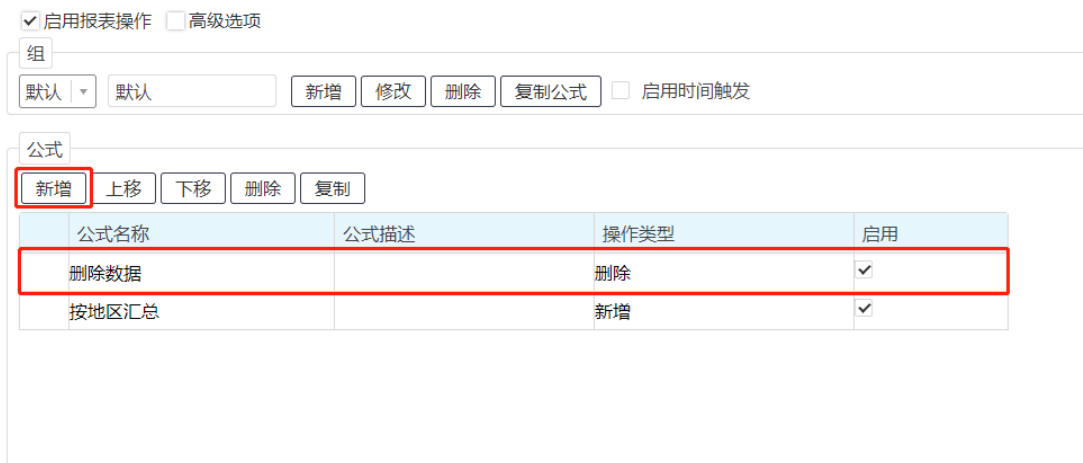 启用报表操作 高级选项
组
默认 默认 新增 修改 删除 复制公式 启用时间触发
公式
新增 上移 下移 删除 复制
公式名称 公式描述 操作类型 启用
删除数据 删除
按地区汇总 新增